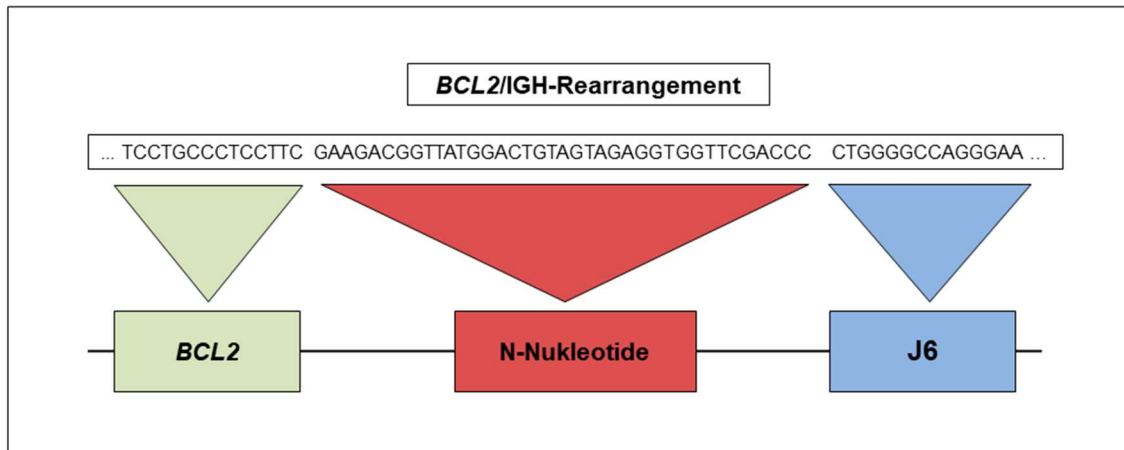 BCL2/IGH-Rearrangement
... TCCTGCCCTCCTTC GAAGACGGTTATGGACTGTAGTAGAGGTGGTTCGACCC CTGGGGCCAGGGAA ...
BCL2 N-Nukleotide J6